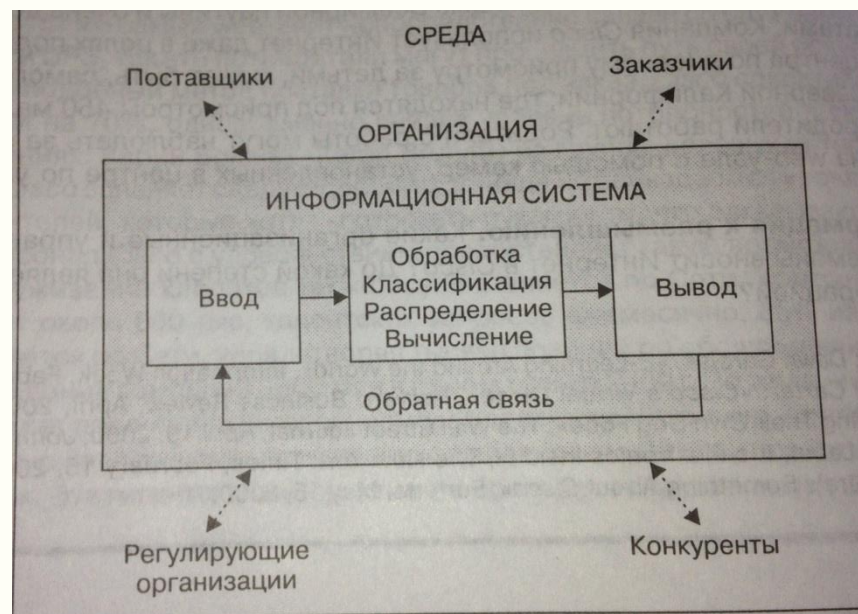 СРЕДА
Поставщики
Заказчики
ОРГАНИЗАЦИЯ
ИНФОРМАЦИОННАЯ СИСТЕМА
Ввод
Обработка
Классификация
Распределение
Вычисление
Вывод
Обратная связь
Регулирующие
организации
Конкуренты